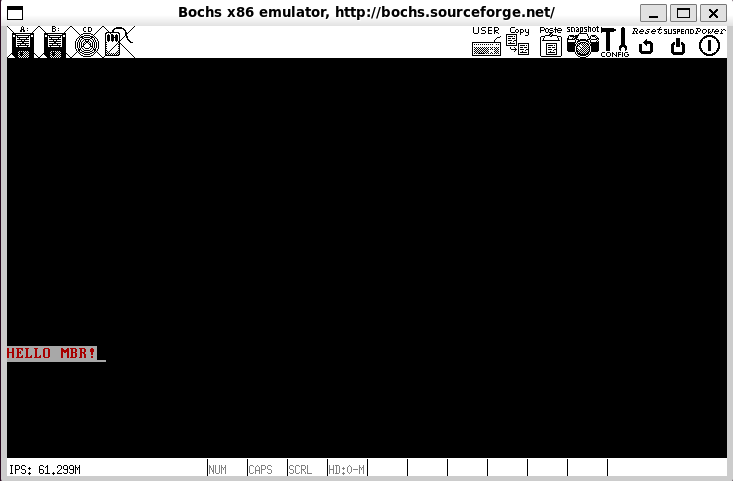 Bochs x86 emulator, http://bochs.sourceforge.net/
A: B: CD USER Copy Paste snapshot CONFIG Reset SUSPEND Power
HELLO MBR!_
IPS: 61.299M NUM CAPS SCRL HD:0-M